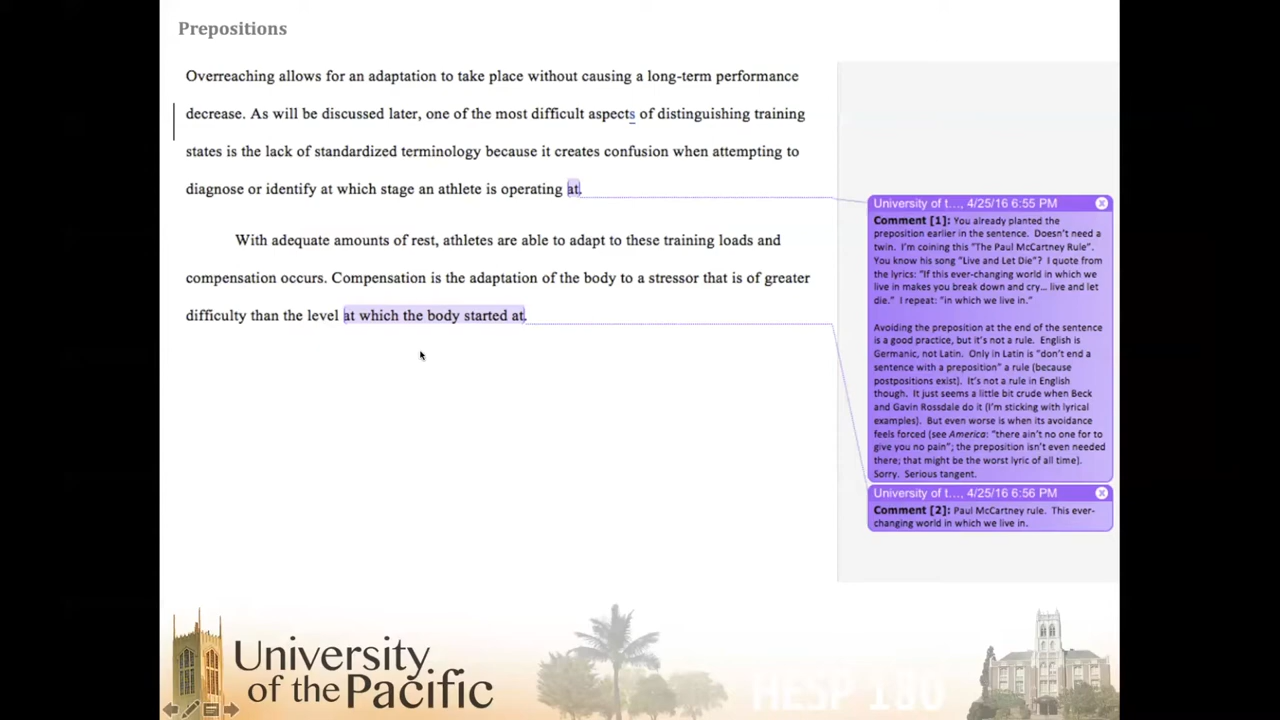 Prepositions
Overreaching allows for an adaptation to take place without causing a long-term performance
decrease. As will be discussed later, one of the most difficult aspects of distinguishing training
states is the lack of standardized terminology because it creates confusion when attempting to
diagnose or identify at which stage an athlete is operating at.
With adequate amounts of rest, athletes are able to adapt to these training loads and
compensation occurs. Compensation is the adaptation of the body to a stressor that is of greater
difficulty than the level at which the body started at.
University of t..., 4/25/16 6:55 PM
Comment [1]: You already planted the
preposition earlier in the sentence. Doesn't need a
twin. I'm coining this "The Paul McCartney Rule".
You know his song "Live and Let Die"? I quote from
the lyrics: "If this ever-changing world in which we
live in makes you break down and cry... live and let
die." I repeat: "in which we live in."
Avoiding the preposition at the end of the sentence
is a good practice, but it's not a rule. English is
Germanic, not Latin. Only in Latin is "don't end a
sentence with a preposition" a rule (because
postpositions exist). It's not a rule in English
though. It just seems a little bit crude when Beck
and Gavin Rossdale do it (I'm sticking with lyrical
examples). But even worse is when its avoidance
feels forced (see America: "there ain't no one for to
give you no pain"; the preposition isn't even needed
there; that might be the worst lyric of all time).
Sorry. Serious tangent.
University of t..., 4/25/16 6:56 PM
Comment [2]: Paul McCartney rule. This ever-
changing world in which we live in.
University
of the Pacific
HESP 160